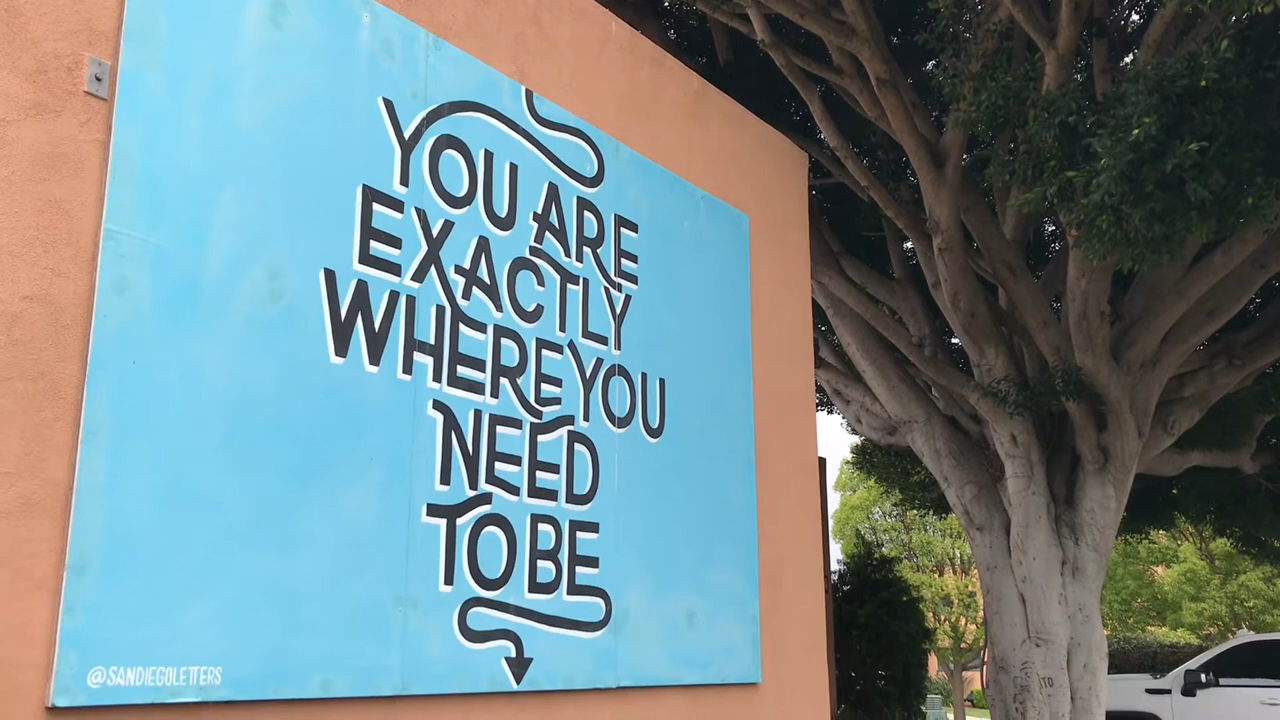 YOU ARE
EXACTLY
WHERE YOU
NEED
TO BE
@SANDIEGOLETTERS